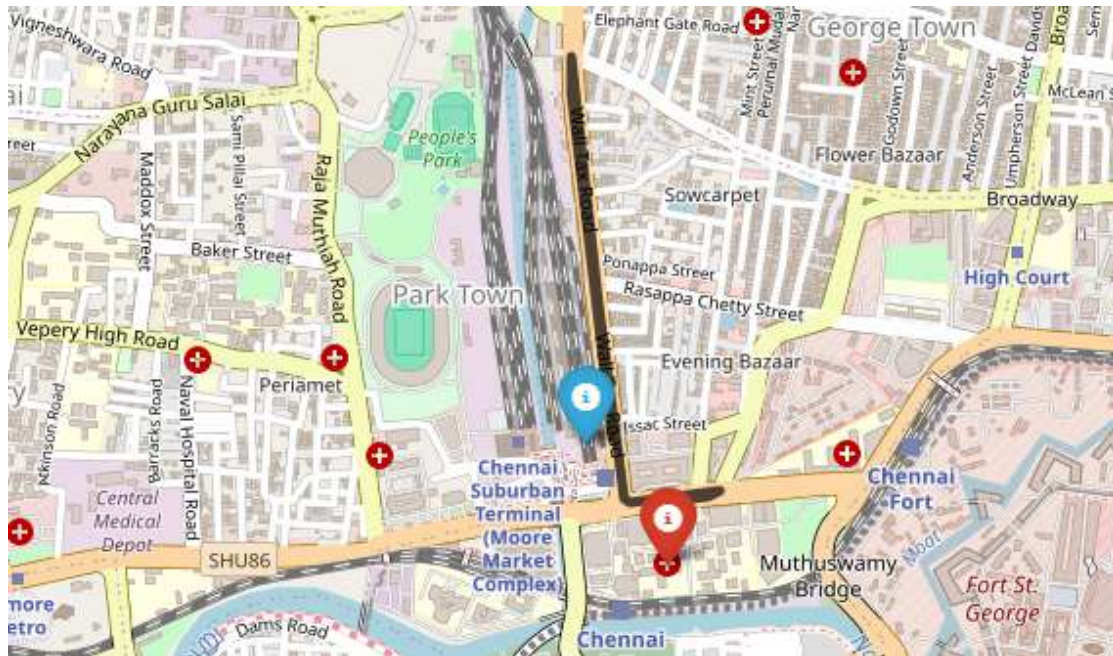 Vigneshwara Road
Elephant Gate Road
George Town
Mint Street
Godown Street
Anderson Street
Umpherson Street
McLean S
Narayana Guru Salai
Sami Pillai Street
Maddox Street
Raja Muthiah Road
People's
Park
Wall Tax Road
Flower Bazaar
Sowcarpet
Broadway
Baker Street
Ponappa Street
High Court
Park Town
Rasappa Chetty Street
Vepery High Road
Evening Bazaar
Periamet
Barracks Road
Naval Hospital Road
Issac Street
Road
Central
Medical
Depot
Chennai
Suburban
Terminal
(Moore
Market
Complex)
Chennai
Fort
SHU86
Moat
Muthuswamy
Bridge
Fort St.
George
more
etro
Dams Road
Chennai